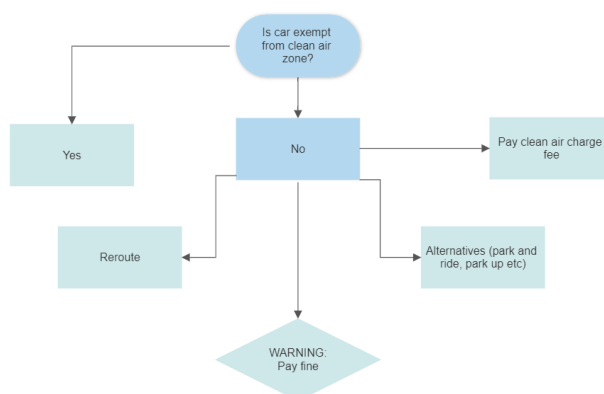 Is car exempt
from clean air
zone?
Yes
No
Pay clean air charge
fee
Reroute
Alternatives (park and
ride, park up etc)
WARNING:
Pay fine